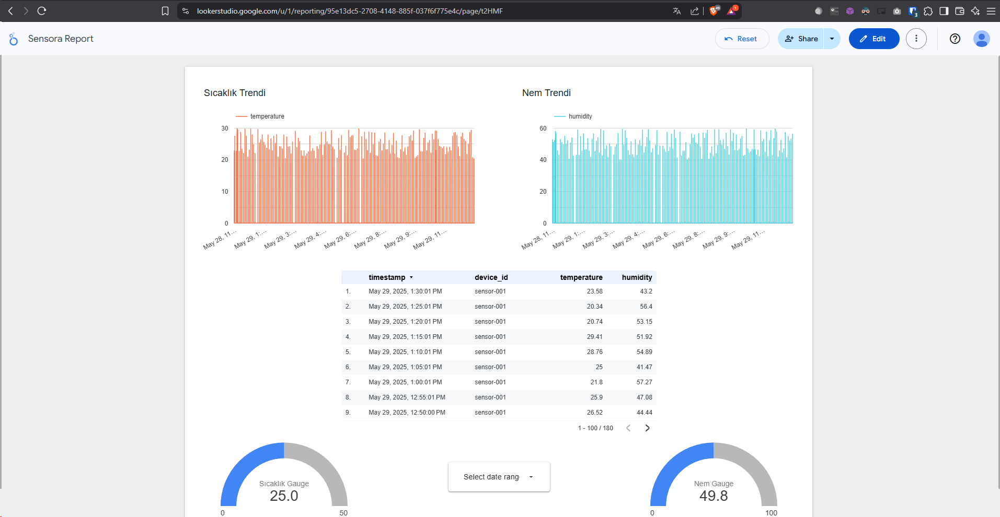 lookerstudio.google.com/u/1/reporting/95e13dc5-2708-4148-885f-037f6f775e4c/page/t2HMF
49
1
3
Sensora Report
Reset
Share
Edit
Sıcaklık Trendi
temperature
30
20
10
0
May 28, 11:…
May 29, 1:…
May 29, 3:…
May 29, 4:…
May 29, 6:…
May 29, 8:…
May 29, 9:…
May 29, 11:…
Nem Trendi
humidity
60
40
20
0
May 28, 11:…
May 29, 1:…
May 29, 3:…
May 29, 4:…
May 29, 6:…
May 29, 8:…
May 29, 9:…
May 29, 11:…
timestamp device_id temperature humidity
1. May 29, 2025, 1:30:01 PM sensor-001 23.58 43.2
2. May 29, 2025, 1:25:01 PM sensor-001 20.34 56.4
3. May 29, 2025, 1:20:01 PM sensor-001 20.74 53.15
4. May 29, 2025, 1:15:01 PM sensor-001 29.41 51.92
5. May 29, 2025, 1:10:01 PM sensor-001 28.76 54.89
6. May 29, 2025, 1:05:01 PM sensor-001 25 41.47
7. May 29, 2025, 1:00:01 PM sensor-001 21.8 57.27
8. May 29, 2025, 12:55:01 PM sensor-001 25.9 47.08
9. May 29, 2025, 12:50:00 PM sensor-001 26.52 44.44
1 - 100 / 180
Sıcaklık Gauge
25.0
0
50
Select date rang
Nem Gauge
49.8
0
100